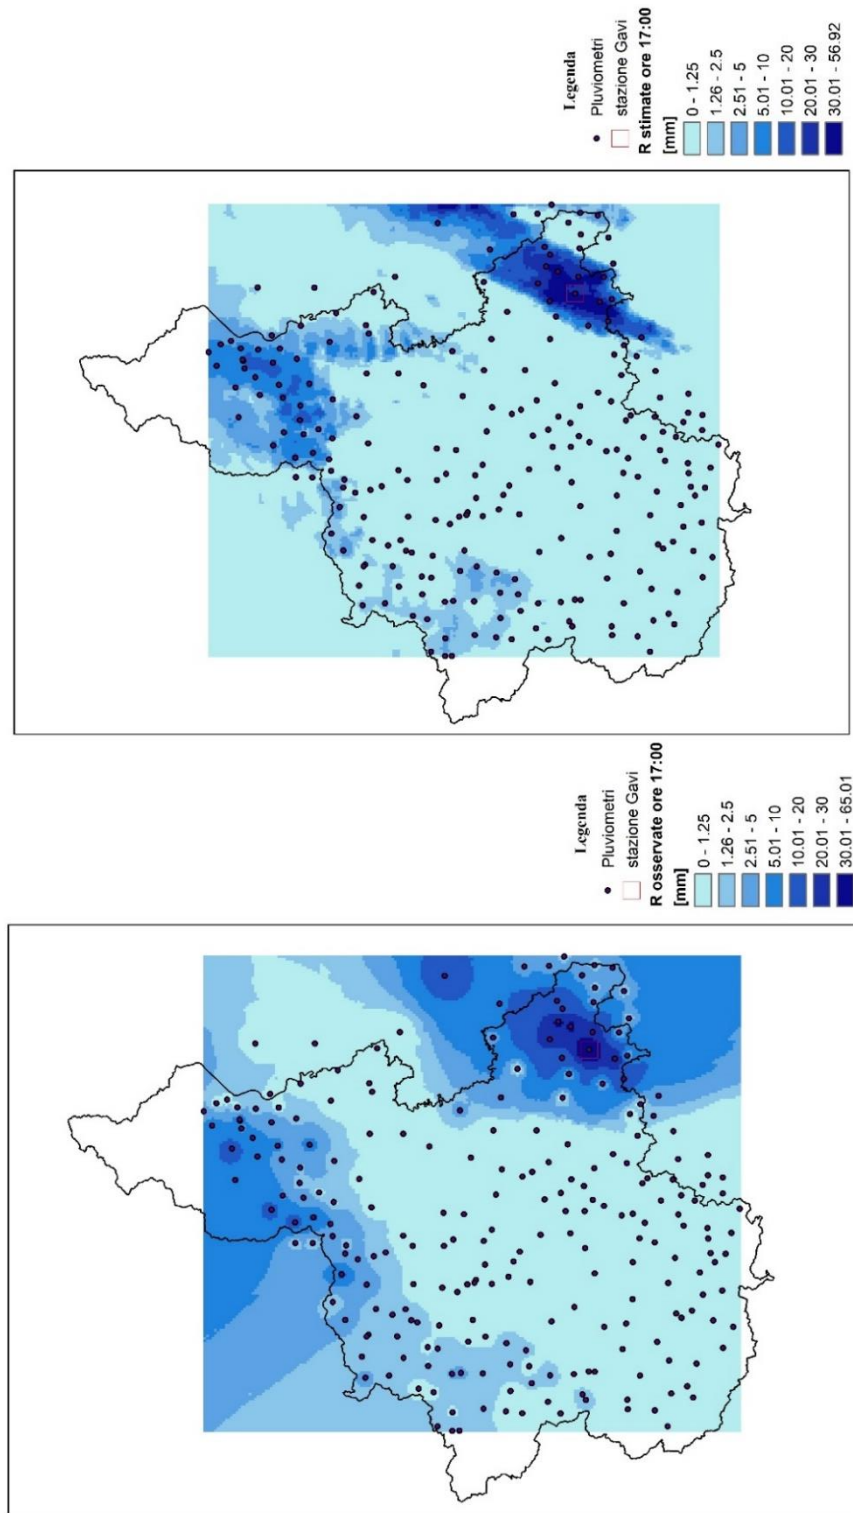 Legenda
Pluviometri
stazione Gavi
R stimate ore 17:00
[mm]
0 - 1.25
1.26 - 2.5
2.51 - 5
5.01 - 10
10.01 - 20
20.01 - 30
30.01 - 56.92
Legenda
Pluviometri
stazione Gavi
R osservate ore 17:00
[mm]
0 - 1.25
1.26 - 2.5
2.51 - 5
5.01 - 10
10.01 - 20
20.01 - 30
30.01 - 65.01